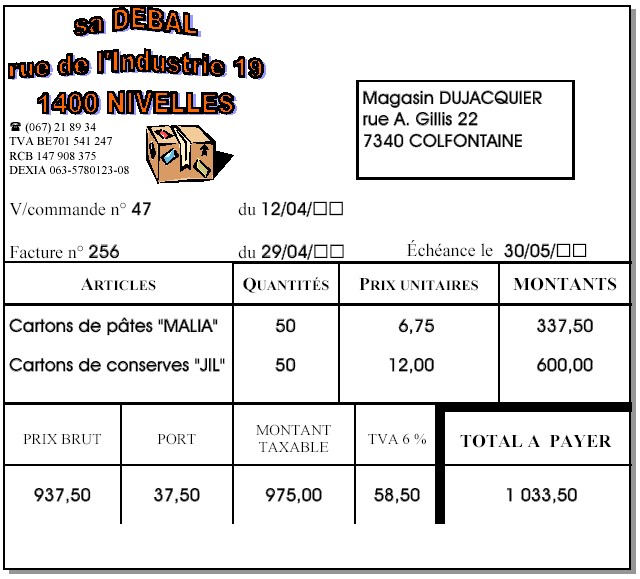 sa DEBAL
rue de l'Industrie 19
1400 NIVELLES
☎ (067) 21 89 34
TVA BE701 541 247
RCB 147 908 375
DEXIA 063-5780123-08
Magasin DUJACQUIER
rue A. Gillis 22
7340 COLFONTAINE
V/commande n° 47 du 12/04/□□
Facture n° 256 du 29/04/□□ Échéance le 30/05/□□
ARTICLES QUANTITÉS PRIX UNITAIRES MONTANTS
Cartons de pâtes "MALIA" 50 6,75 337,50
Cartons de conserves "JIL" 50 12,00 600,00
PRIX BRUT PORT MONTANT TAXABLE TVA 6 % TOTAL A PAYER
937,50 37,50 975,00 58,50 1 033,50